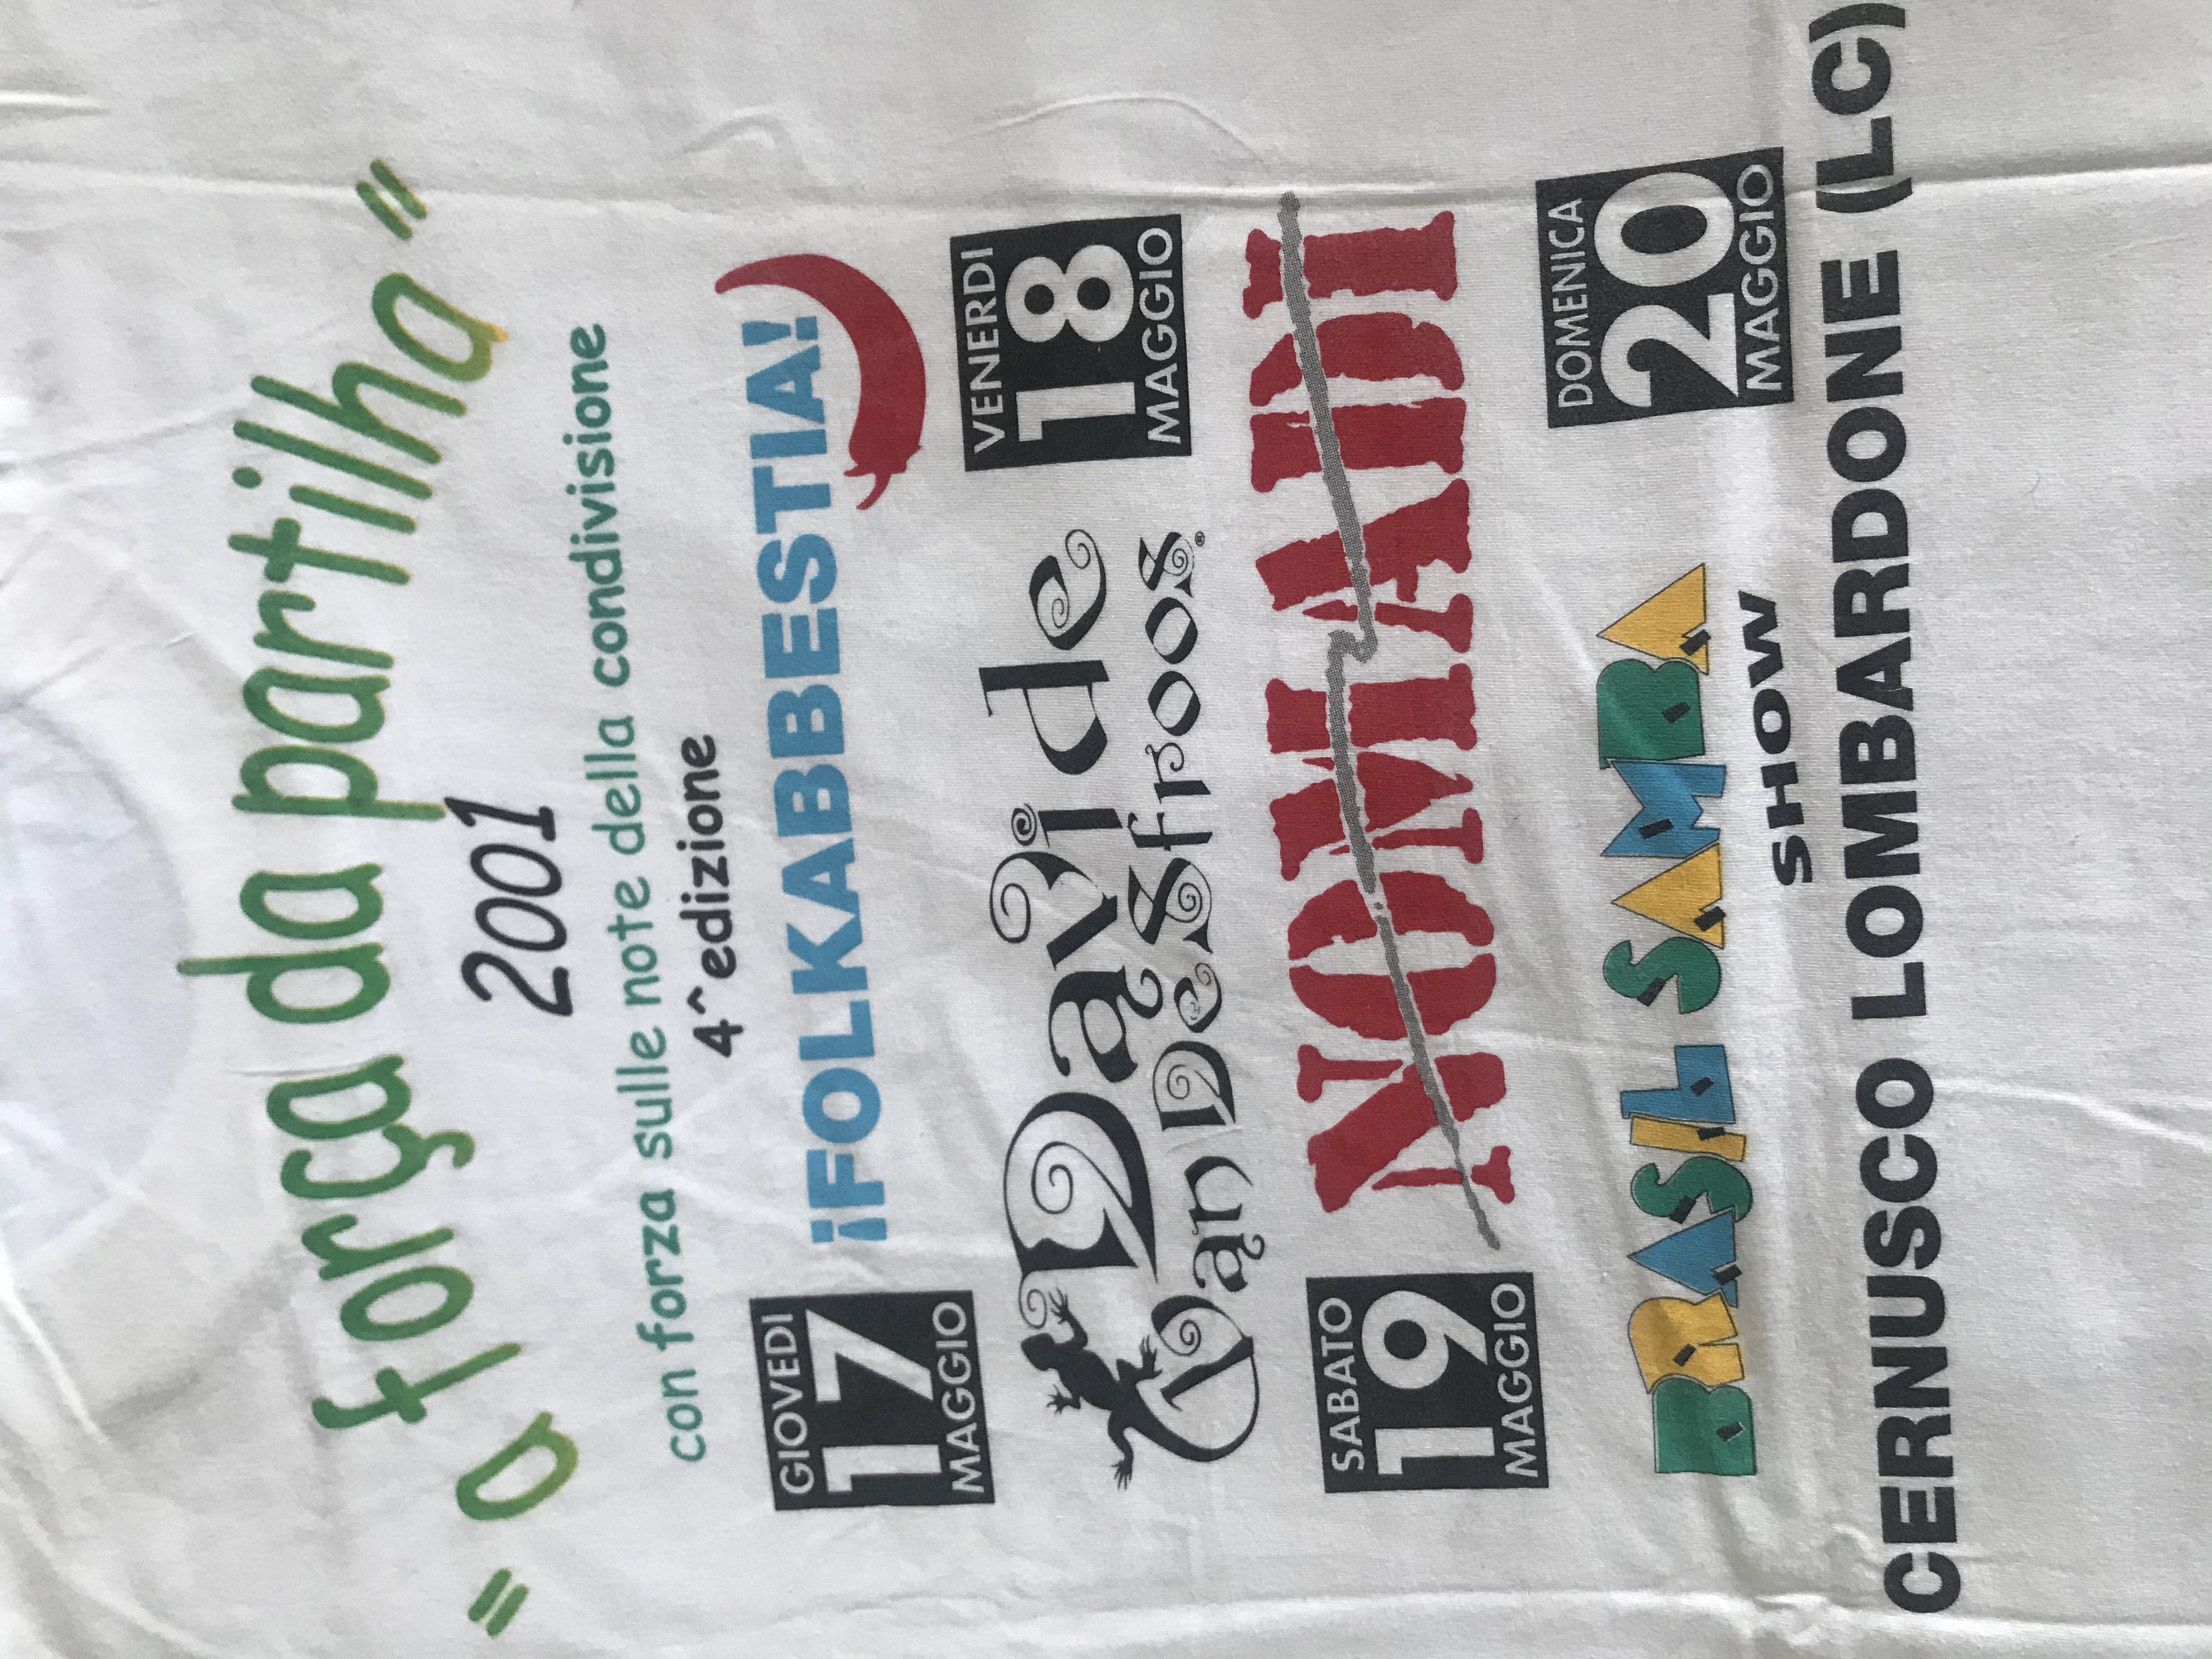 "a força da partilha"
2001
con forza sulle note della condivisione
4^edizione
GIOVEDI
17
MAGGIO
¡FOLKABBESTIA!
Davide
Van De Sfroos®
VENERDI
18
MAGGIO
SABATO
19
MAGGIO
NOMADI
BRASIL SAMBA
SHOW
DOMENICA
20
MAGGIO
CERNUSCO LOMBARDONE (LC)